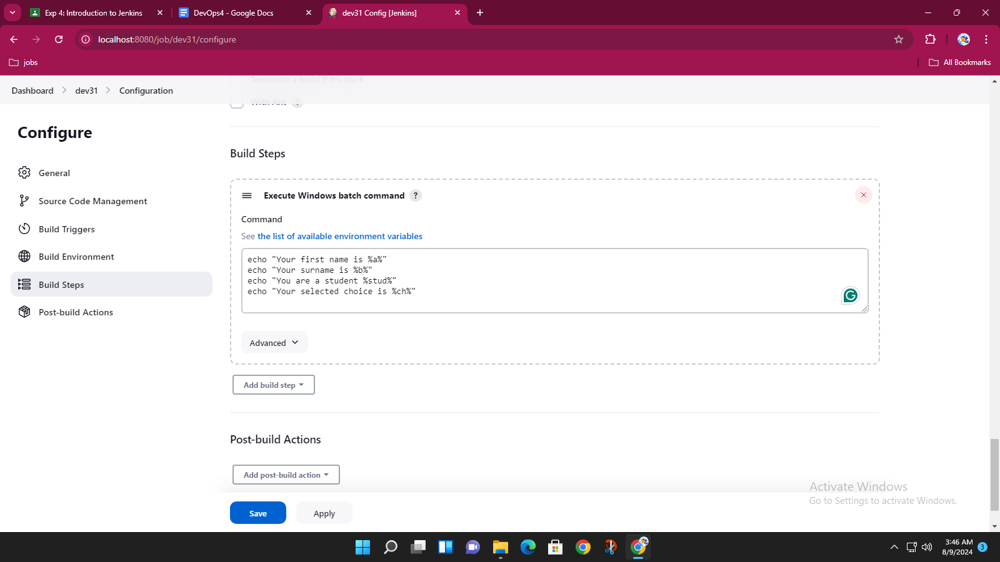 Exp 4: Introduction to Jenkins
DevOps4 - Google Docs
dev31 Config [Jenkins]
localhost:8080/job/dev31/configure
jobs
All Bookmarks
Terminate a build if it's stuck
Dashboard
dev31
Configuration
With Ant ?
Configure
General
Source Code Management
Build Triggers
Build Environment
Build Steps
Post-build Actions
Build Steps
Execute Windows batch command ?
Command
See the list of available environment variables
echo "Your first name is %a%"
echo "Your surname is %b%"
echo "You are a student %stud%"
echo "Your selected choice is %ch%"
Advanced
Add build step
Post-build Actions
Add post-build action
Activate Windows
Go to Settings to activate Windows.
Save
Apply
3:46 AM
8/9/2024
3